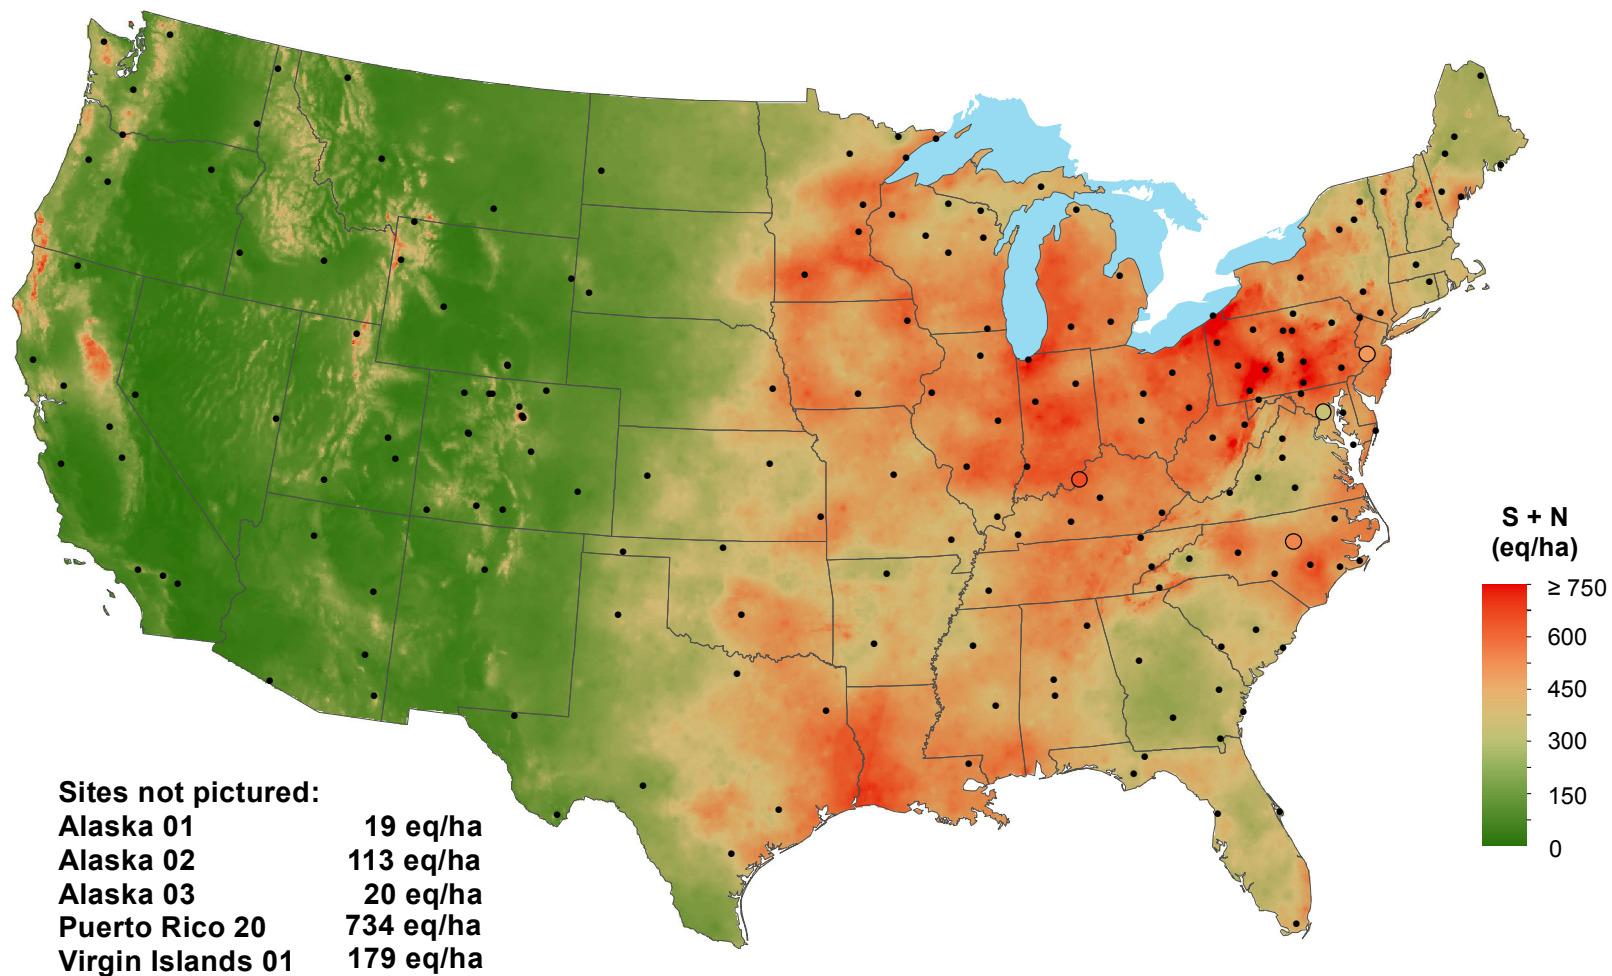 S + N
(eq/ha)
≥ 750
600
450
300
150
0
Sites not pictured:
Alaska 01 19 eq/ha
Alaska 02 113 eq/ha
Alaska 03 20 eq/ha
Puerto Rico 20 734 eq/ha
Virgin Islands 01 179 eq/ha